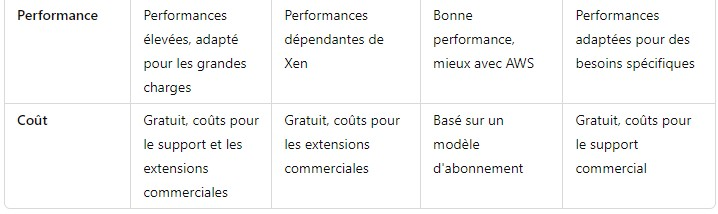 Performance
Performances
élevées, adapté
pour les grandes
charges
Performances
dépendantes de
Xen
Bonne
performance,
mieux avec AWS
Performances
adaptées pour des
besoins spécifiques
Coût
Gratuit, coûts pour
le support et les
extensions
commerciales
Gratuit, coûts pour
les extensions
commerciales
Basé sur un
modèle
d'abonnement
Gratuit, coûts pour
le support
commercial